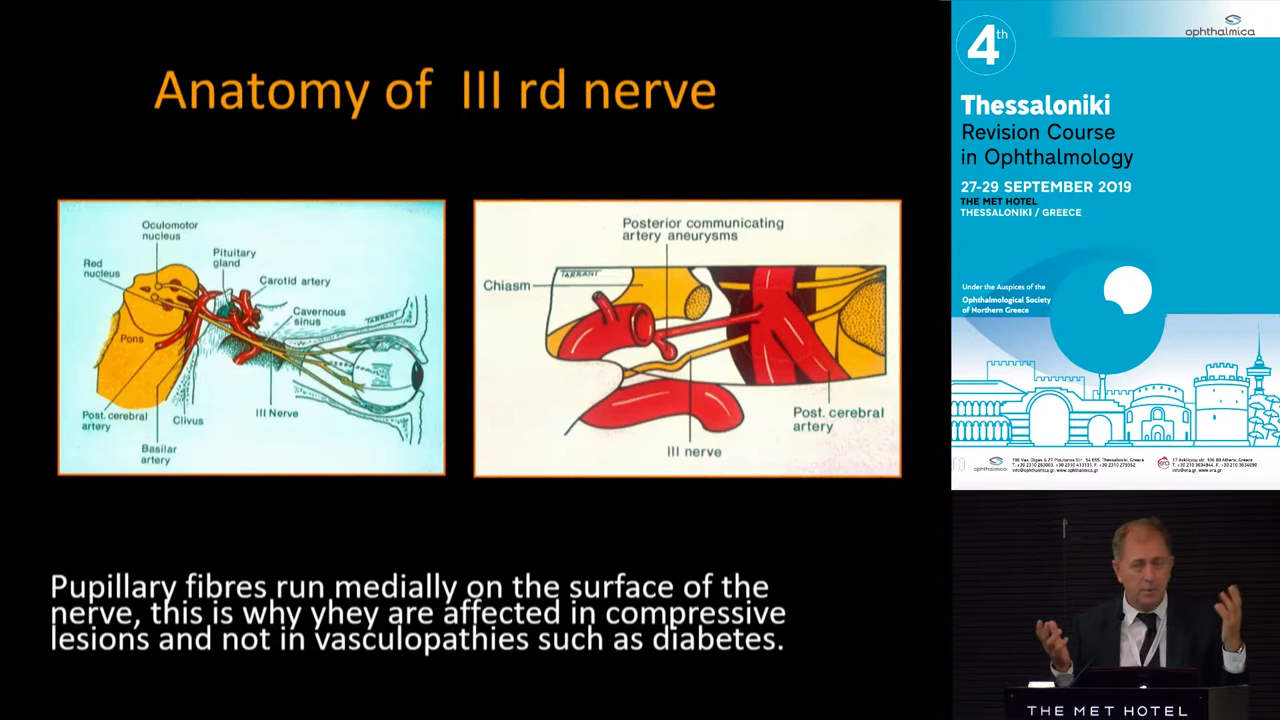 Anatomy of III rd nerve
Oculomotor
nucleus
Pituitary
gland
Red
nucleus
Carotid artery
Cavernous
sinus
TARRANT
Pons
Post. cerebral
artery
Clivus
III Nerve
Basilar
artery
Posterior communicating
artery aneurysms
TARRANT
Chiasm
Post. cerebral
artery
III nerve
Pupillary fibres run medially on the surface of the
nerve, this is why yhey are affected in compressive
lesions and not in vasculopathies such as diabetes.
ophthalmica
4th
Thessaloniki
Revision Course
in Ophthalmology
27-29 SEPTEMBER 2019
THE MET HOTEL
THESSALONIKI / GREECE
Under the Auspices of the
Ophthalmological Society
of Northern Greece
ophthalmica
THE MET HOTEL